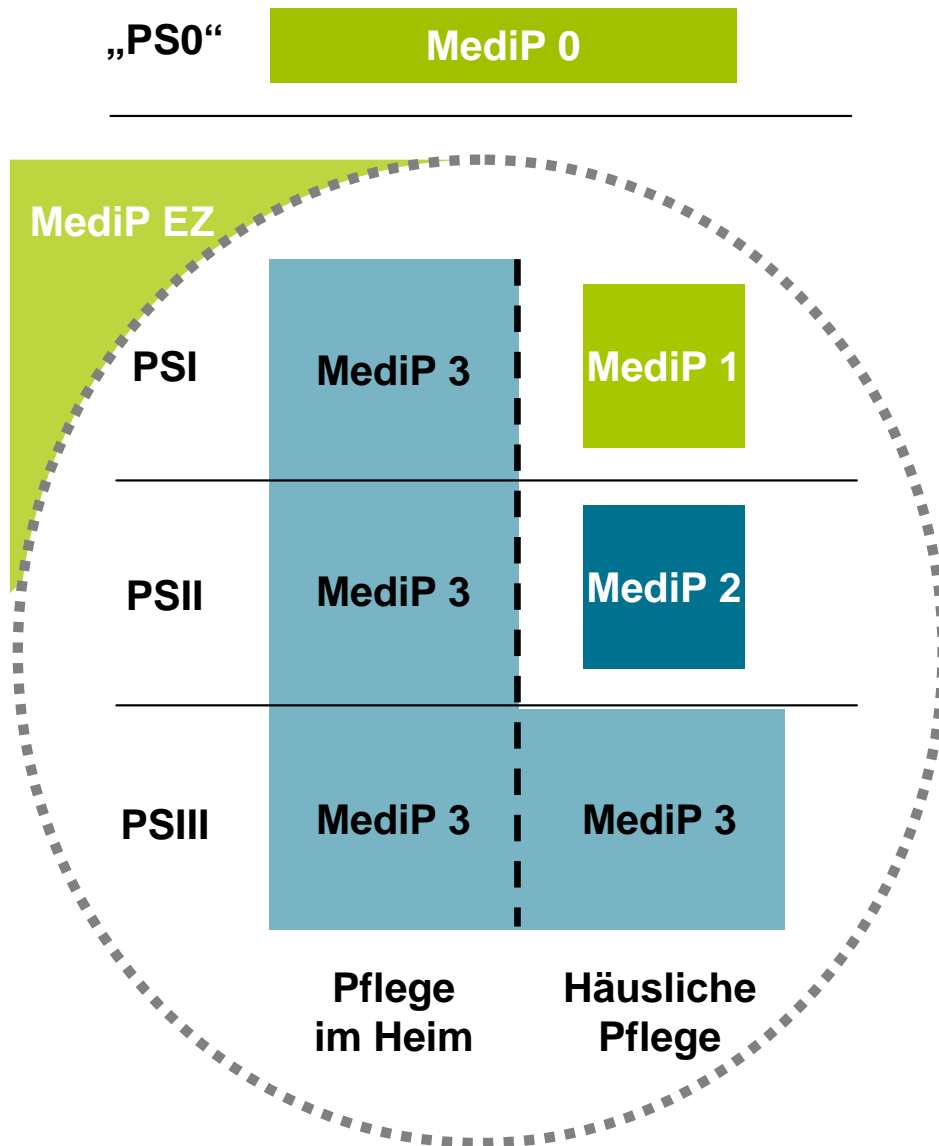 „PS0“ MediP 0
MediP EZ
PSI MediP 3 MediP 1
PSII MediP 3 MediP 2
PSIII MediP 3 MediP 3
Pflege Häusliche
im Heim Pflege